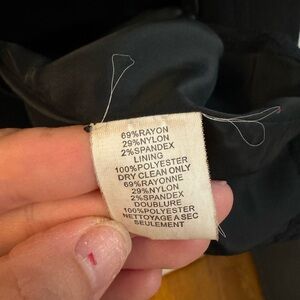 69%RAYON
29%NYLON
2%SPANDEX
LINING
100%POLYESTER
DRY CLEAN ONLY
69%RAYONNE
29%NYLON
2%SPANDEX
DOUBLURE
100%POLYESTER
NETTOYAGE A SEC
SEULEMENT